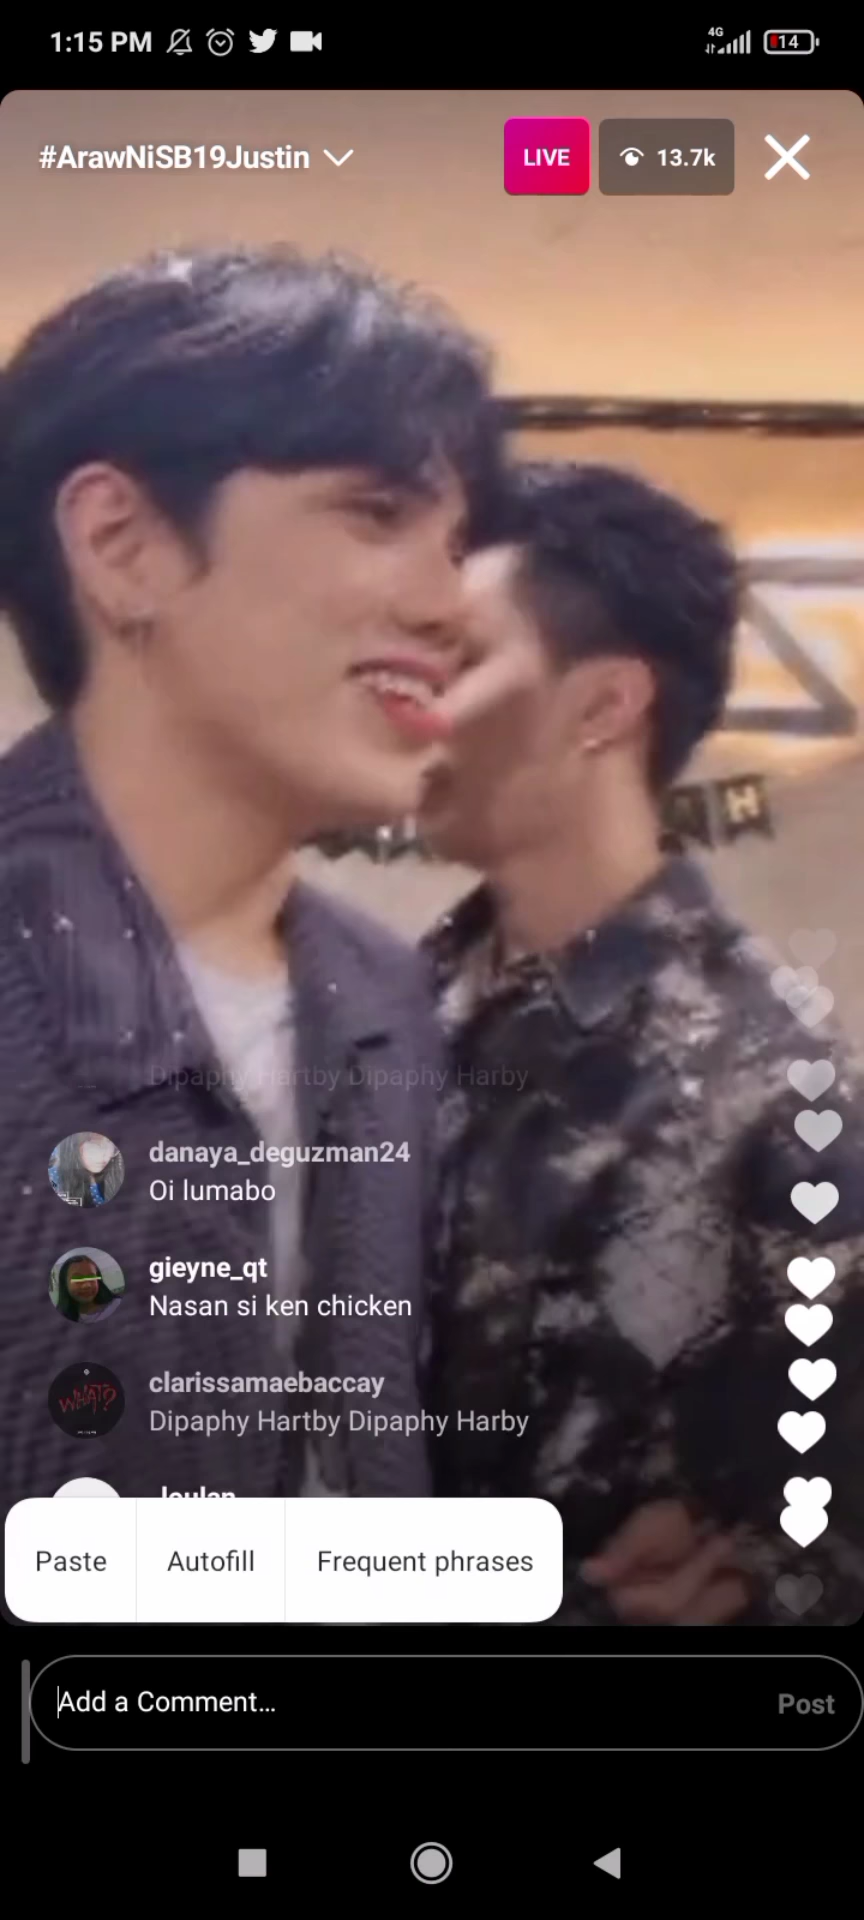 1:15 PM
4G
14
#ArawNiSB19Justin
LIVE
13.7k
H
Dipaphy Hartby Dipaphy Harby
danaya_deguzman24
Oi lumabo
gieyne_qt
Nasan si ken chicken
WHAT?
clarissamaebaccay
Dipaphy Hartby Dipaphy Harby
Paste
Autofill
Frequent phrases
Add a Comment...
Post